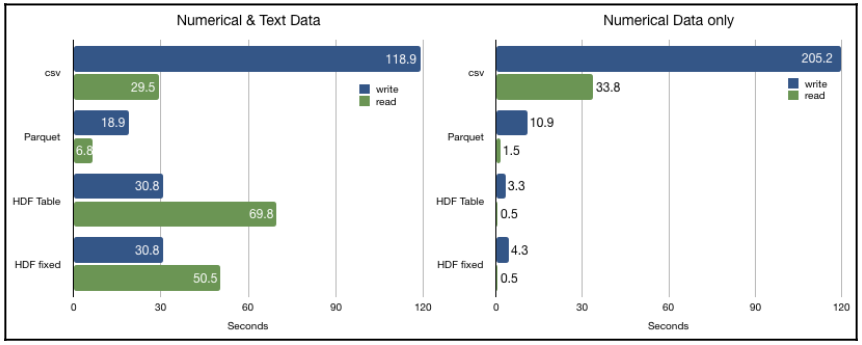 Numerical & Text Data
csv
118.9
29.5
write
read
Parquet
18.9
6.8
HDF Table
30.8
69.8
HDF fixed
30.8
50.5
0 30 60 90 120
Seconds
Numerical Data only
csv
205.2
33.8
write
read
Parquet
10.9
1.5
HDF Table
3.3
0.5
HDF fixed
4.3
0.5
0 30 60 90 120
Seconds